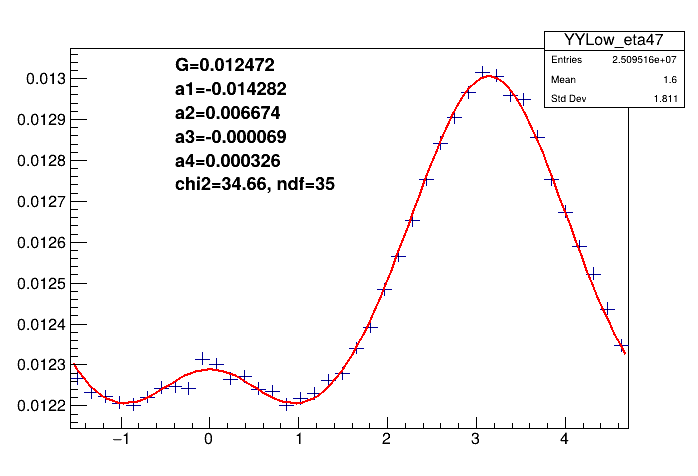 YYLow_eta47
Entries 2.509516e+07
Mean 1.6
Std Dev 1.811
G=0.012472
a1=-0.014282
a2=0.006674
a3=-0.000069
a4=0.000326
chi2=34.66, ndf=35
0.013
0.0129
0.0128
0.0127
0.0126
0.0125
0.0124
0.0123
0.0122
−1 0 1 2 3 4